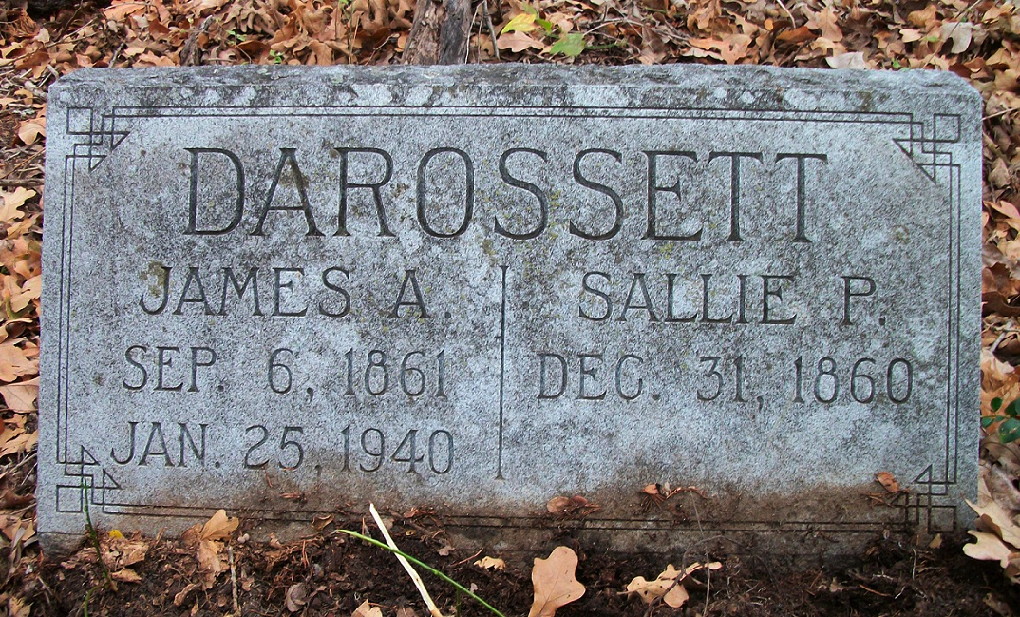 DAROSSETT
JAMES A.
SEP. 6, 1861
JAN. 25, 1940
SALLIE P.
DEC. 31, 1860